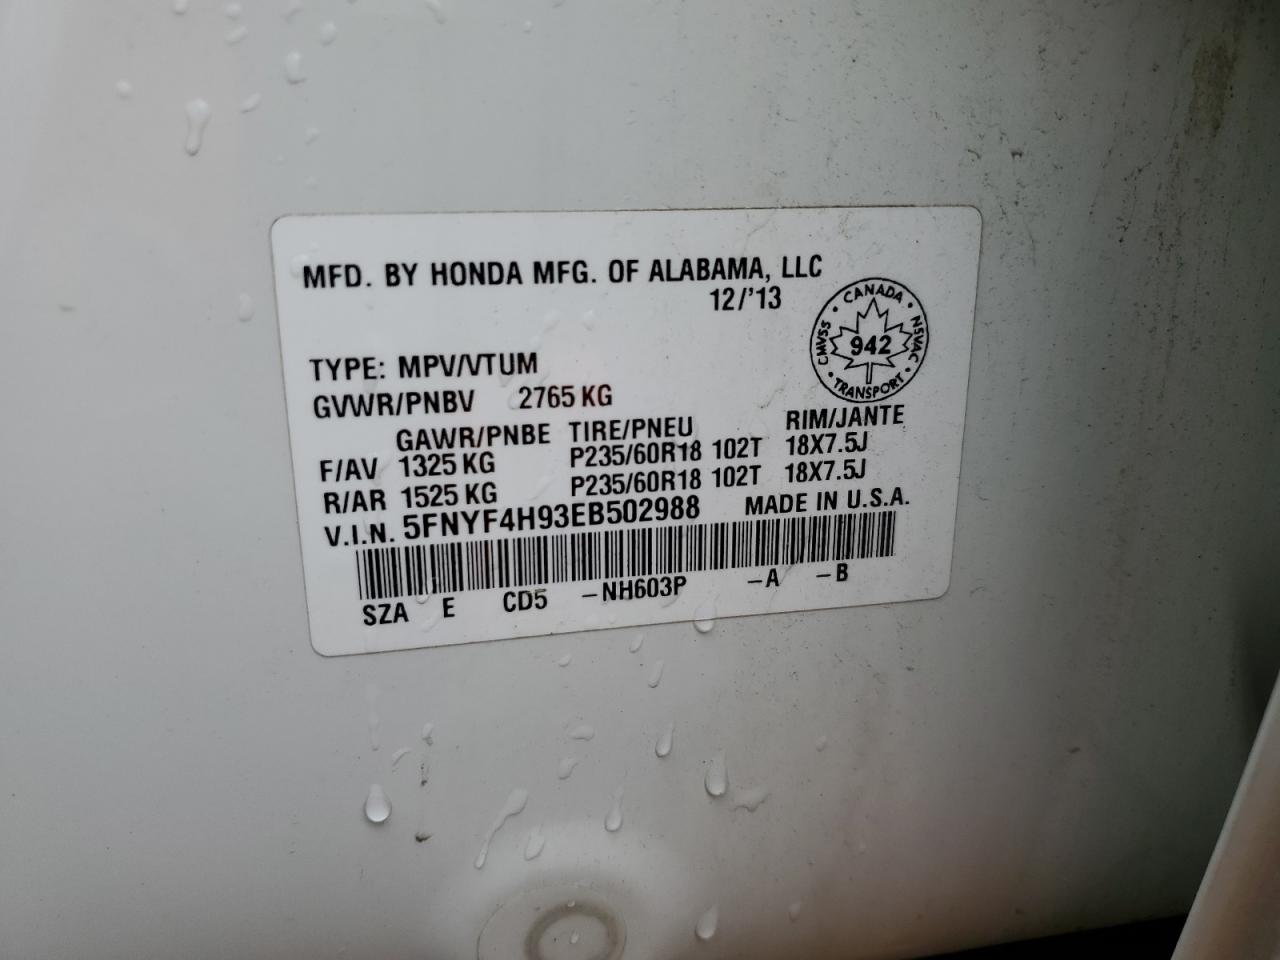 MFD. BY HONDA MFG. OF ALABAMA, LLC
12/'13
CANADA
CMVSS 942 NSVAC
TRANSPORT
TYPE: MPV/VTUM
GVWR/PNBV 2765 KG
GAWR/PNBE TIRE/PNEU RIM/JANTE
F/AV 1325 KG P235/60R18 102T 18X7.5J
R/AR 1525 KG P235/60R18 102T 18X7.5J
V.I.N. 5FNYF4H93EB502988 MADE IN U.S.A.
SZA E CD5 -NH603P -A -B